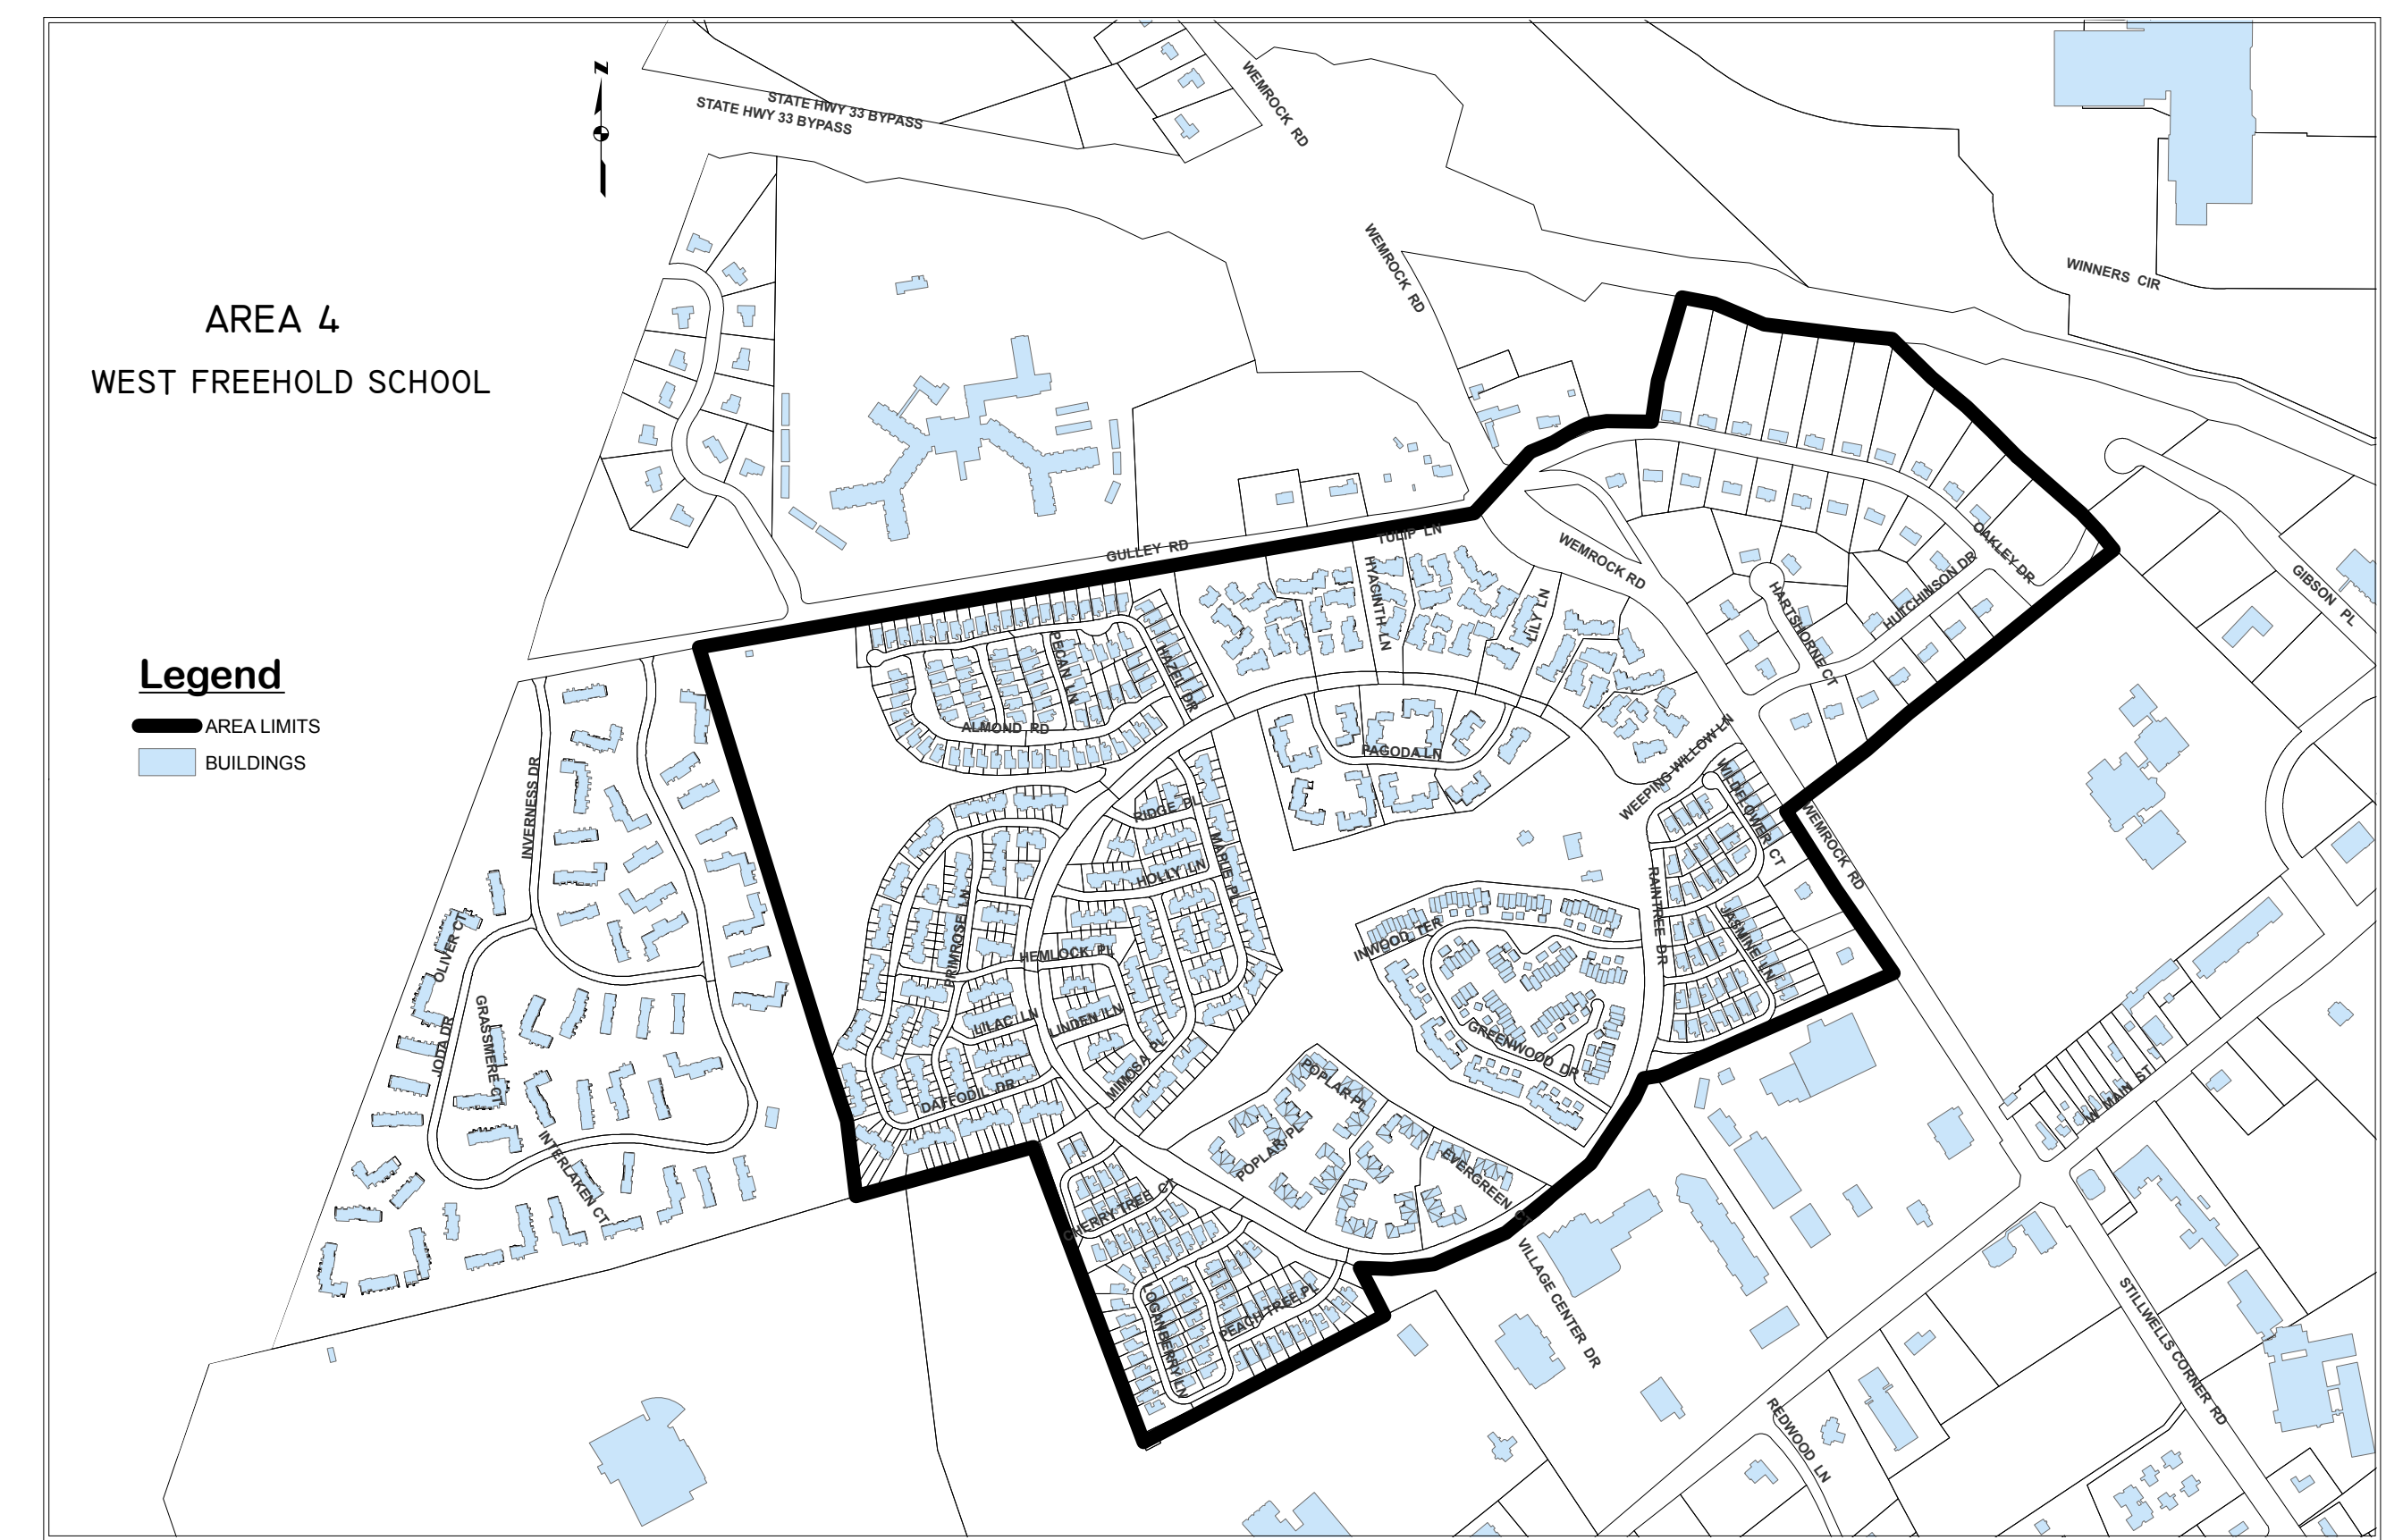 STATE HWY 33 BYPASS
STATE HWY 33 BYPASS
WEMROCK RD
N
WEMROCK RD
WINNERS CIR
AREA 4
WEST FREEHOLD SCHOOL
GULLEY RD
TULIP LN
WEMROCK RD
HYACINTH LN
LILY LN
OAKLEY DR
HUTCHINSON DR
HARTSHORNE CT
GIBSON PL
Legend
AREA LIMITS
BUILDINGS
PECAN LN
HAZEL DR
ALMOND RD
PAGODA LN
WEEPING WILLOW LN
WILDFLOWER CT
WEMROCK RD
INVERNESS DR
RIDGE PL
MAPLE PL
HOLLY LN
RAINTREE DR
JASMINE LN
INWOOD TER
PRIMROSE LN
HEMLOCK PL
OLIVER CT
GRASSMERE CT
JODA DR
LILAC LN
LINDEN LN
MIMOSA PL
DAFFODIL DR
GREENWOOD DR
POPLAR PL
POPLAR PL
EVERGREEN CT
W MAIN ST
INTERLAKEN CT
CHERRY TREE CT
VILLAGE CENTER DR
LOGANBERRY LN
PEACH TREE PL
STILLWELLS CORNER RD
REDWOOD LN